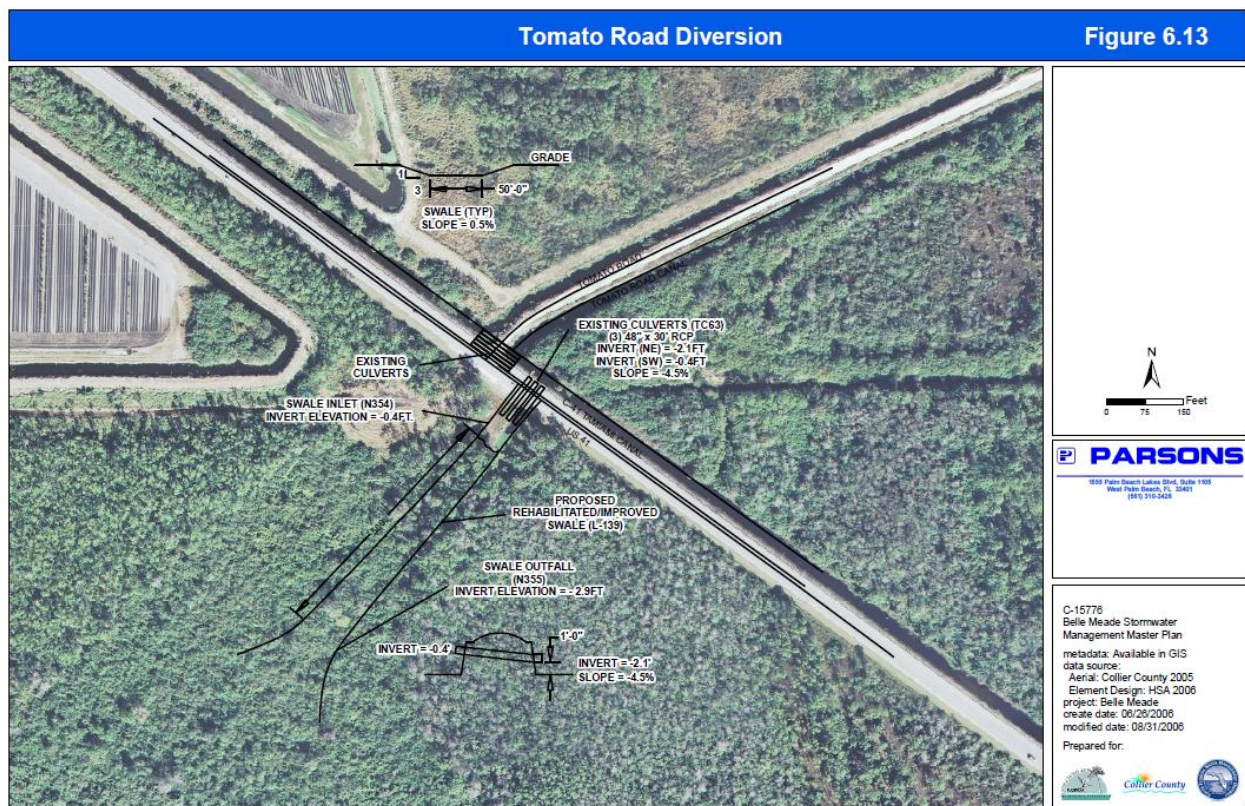 Tomato Road Diversion
Figure 6.13
GRADE
1
3
50'-0"
SWALE (TYP)
SLOPE = 0.5%
TOMATO ROAD
TOMATO ROAD CANAL
EXISTING CULVERTS (TC63)
(3) 48" x 30' RCP
INVERT (NE) = -2.1FT
INVERT (SW) = -0.4FT
SLOPE = -4.5%
EXISTING
CULVERTS
SWALE INLET (N354)
INVERT ELEVATION = -0.4FT.
C-41 TAMIAMI CANAL
US 41
PROPOSED
REHABILITATED/IMPROVED
SWALE (L-139)
SWALE OUTFALL
(N355)
INVERT ELEVATION = - 2.9FT
1'-0"
INVERT = -0.4'
INVERT = -2.1'
SLOPE = -4.5%
N
Feet
0 75 150
PARSONS
1555 Palm Beach Lakes Blvd, Suite 1105
West Palm Beach, FL 33401
(561) 310-3426
C-15776
Belle Meade Stormwater
Management Master Plan
metadata: Available in GIS
data source:
Aerial: Collier County 2005
Element Design: HSA 2006
project: Belle Meade
create date: 06/26/2006
modified date: 08/31/2006
Prepared for:
Collier County